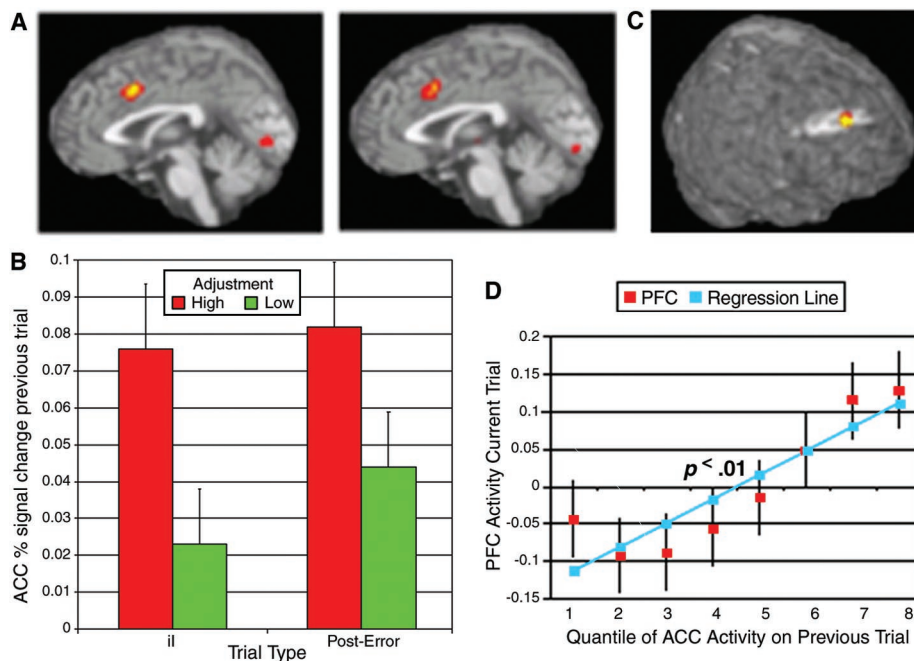 A
C
B
0.1
0.09
0.08
0.07
0.06
0.05
0.04
0.03
0.02
0.01
0
ACC % signal change previous trial
Adjustment
High Low
iI Post-Error
Trial Type
D
PFC Regression Line
0.2
0.15
0.1
0.05
0
-0.05
-0.1
-0.15
PFC Activity Current Trial
p < .01
1 2 3 4 5 6 7 8
Quantile of ACC Activity on Previous Trial